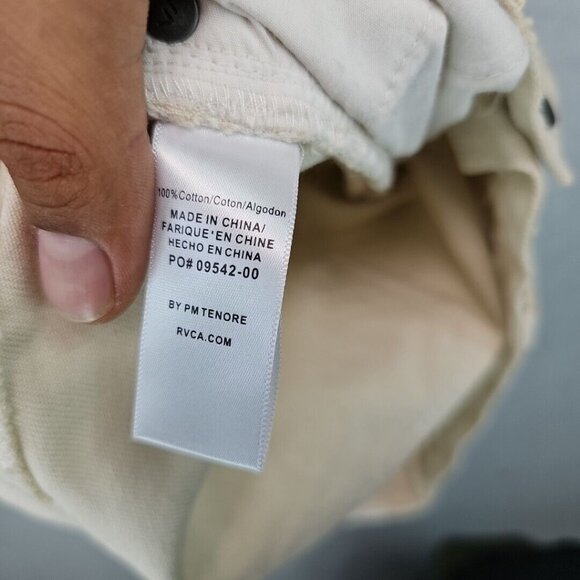 100%Cotton/Coton/Algodon
MADE IN CHINA/
FARIQUE'EN CHINE
HECHO EN CHINA
PO# 09542-00
BY PM TENORE
RVCA.COM